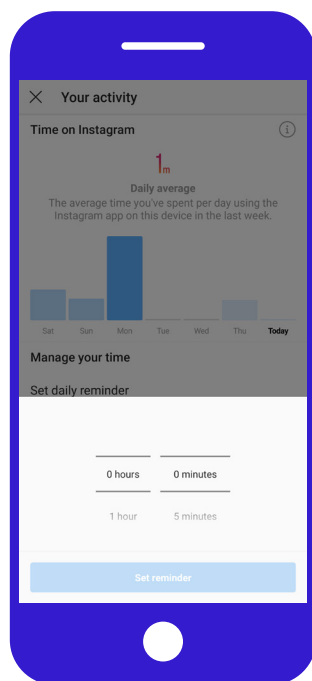 Your activity
Time on Instagram
1m
Daily average
The average time you've spent per day using the
Instagram app on this device in the last week.
Sat Sun Mon Tue Wed Thu Today
Manage your time
Set daily reminder
0 hours 0 minutes
1 hour 5 minutes
Set reminder